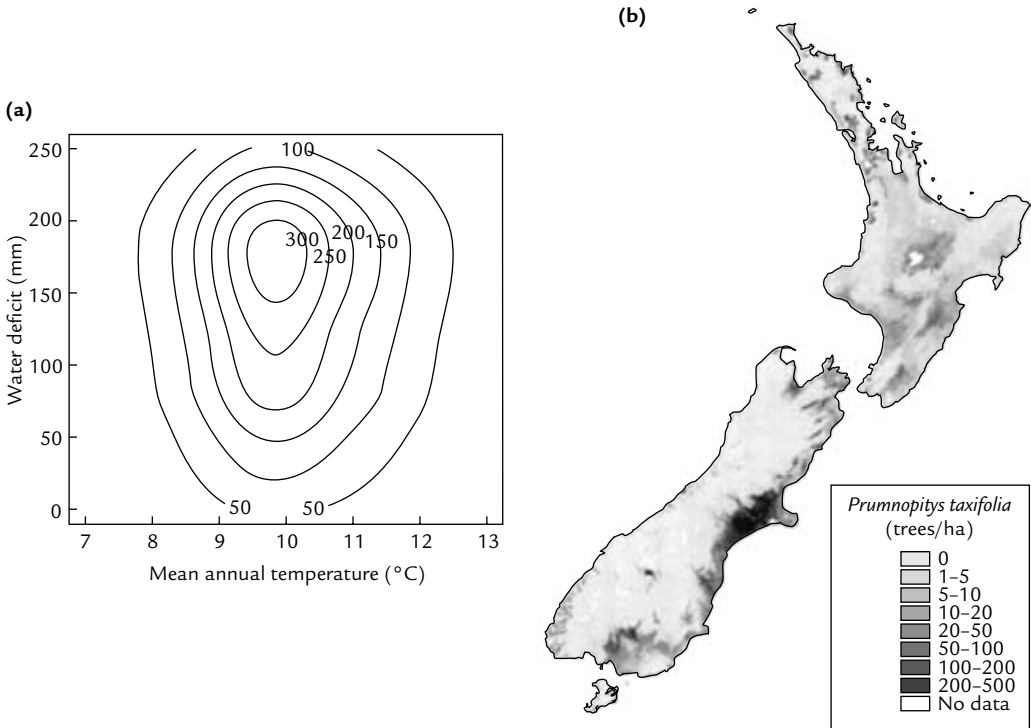 (a)
250
200
150
100
50
0
Water deficit (mm)
100
300
200
150
250
50
50
7 8 9 10 11 12 13
Mean annual temperature (°C)
(b)
Prumnopitys taxifolia
(trees/ha)
0
1–5
5–10
10–20
20–50
50–100
100–200
200–500
No data